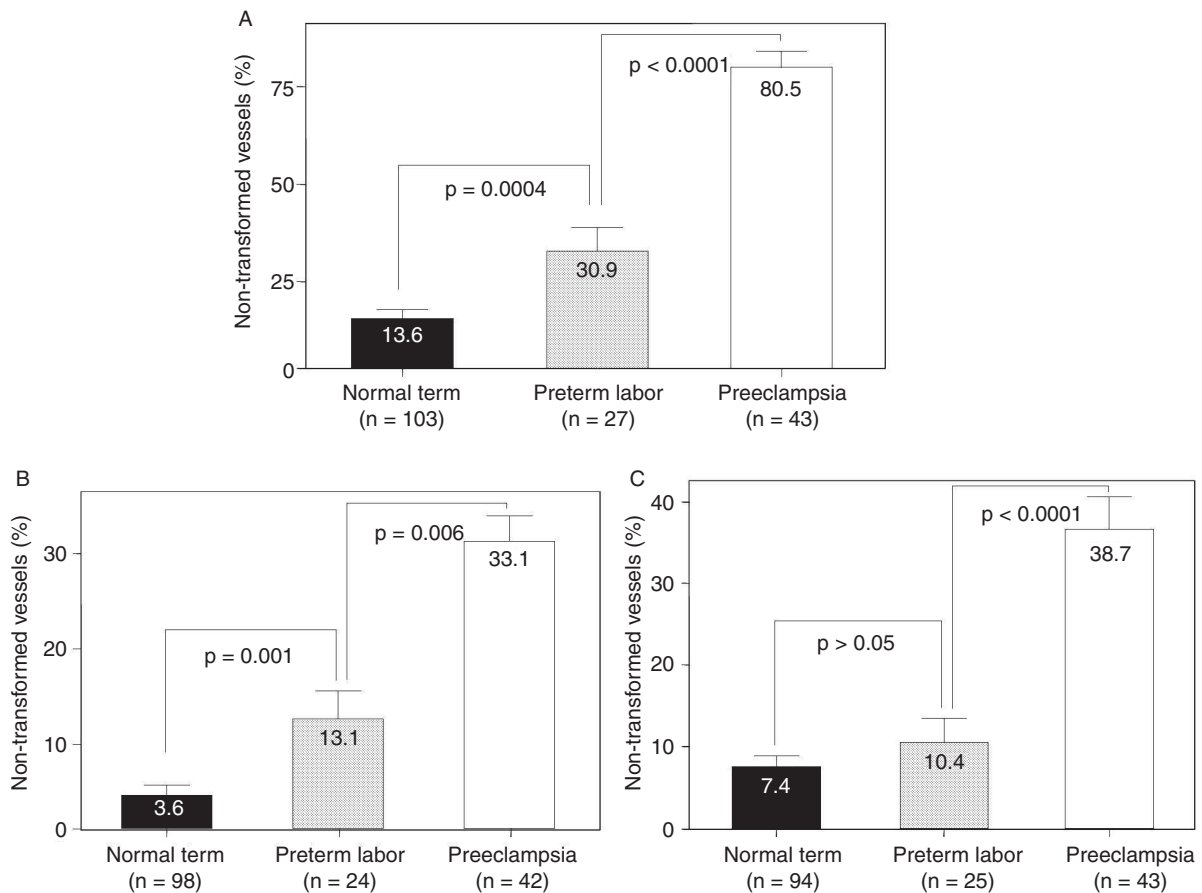 A
Non-transformed vessels (%)
75
50
25
0
p < 0.0001
80.5
p = 0.0004
30.9
13.6
Normal term
(n = 103)
Preterm labor
(n = 27)
Preeclampsia
(n = 43)
B
Non-transformed vessels (%)
30
20
10
0
p = 0.006
33.1
p = 0.001
13.1
3.6
Normal term
(n = 98)
Preterm labor
(n = 24)
Preeclampsia
(n = 42)
C
Non-transformed vessels (%)
40
30
20
10
0
p < 0.0001
38.7
p > 0.05
10.4
7.4
Normal term
(n = 94)
Preterm labor
(n = 25)
Preeclampsia
(n = 43)